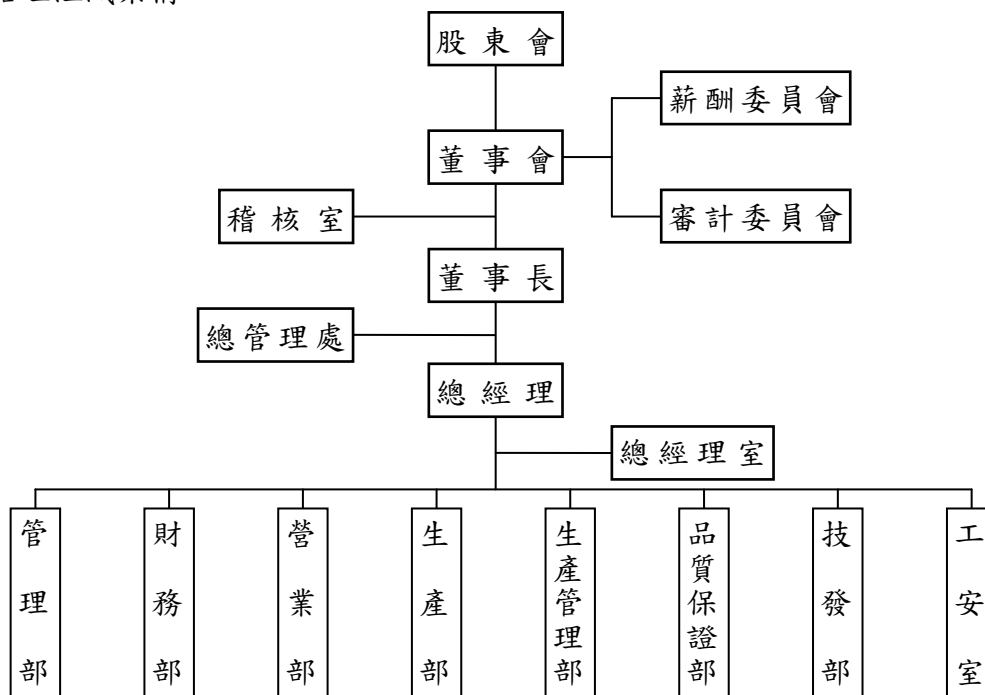 股東會
薪酬委員會
董事會
審計委員會
稽核室
董事長
總管理處
總經理
總經理室
管理部
財務部
營業部
生產部
生產管理部
品質保證部
技發部
工安室